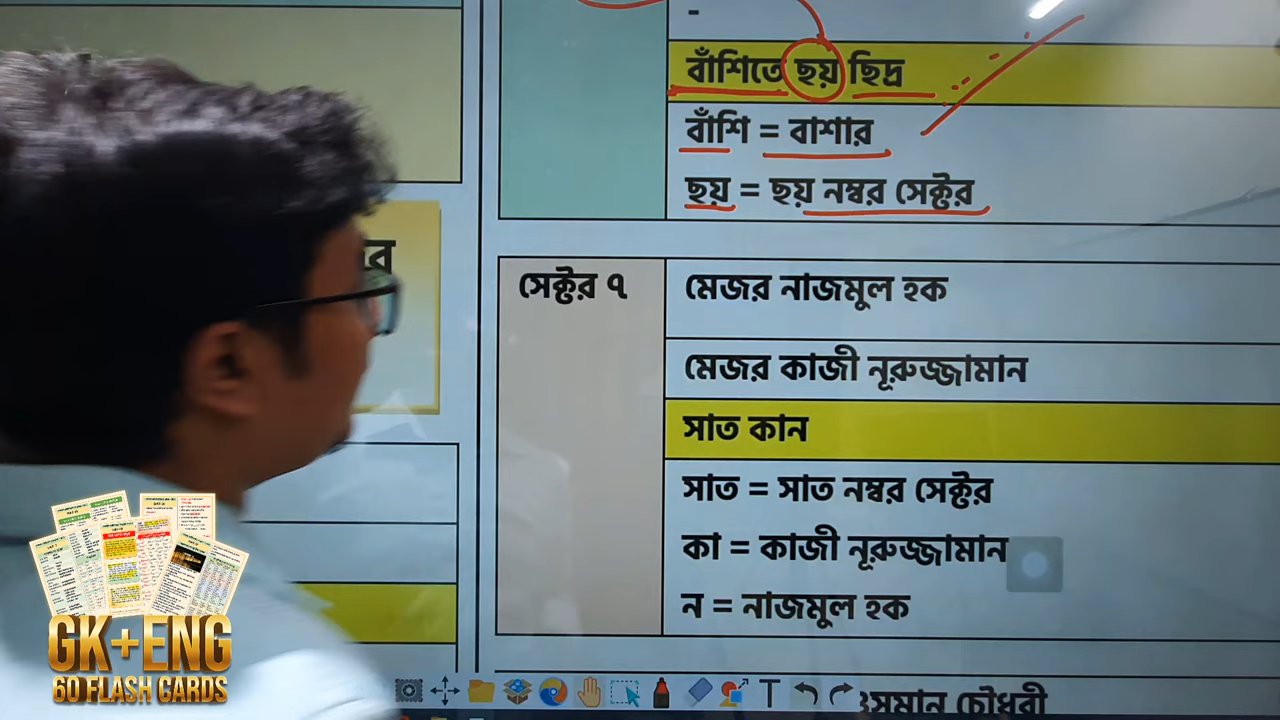 -
বাঁশিতে ছয় ছিদ্র
বাঁশি = বাশার
ছয় = ছয় নম্বর সেক্টর
সেক্টর ৭
মেজর নাজমুল হক
মেজর কাজী নূরুজ্জামান
সাত কান
সাত = সাত নম্বর সেক্টর
কা = কাজী নূরুজ্জামান
ন = নাজমুল হক
ওসমান চৌধুরী
GK+ENG
60 FLASH CARDS